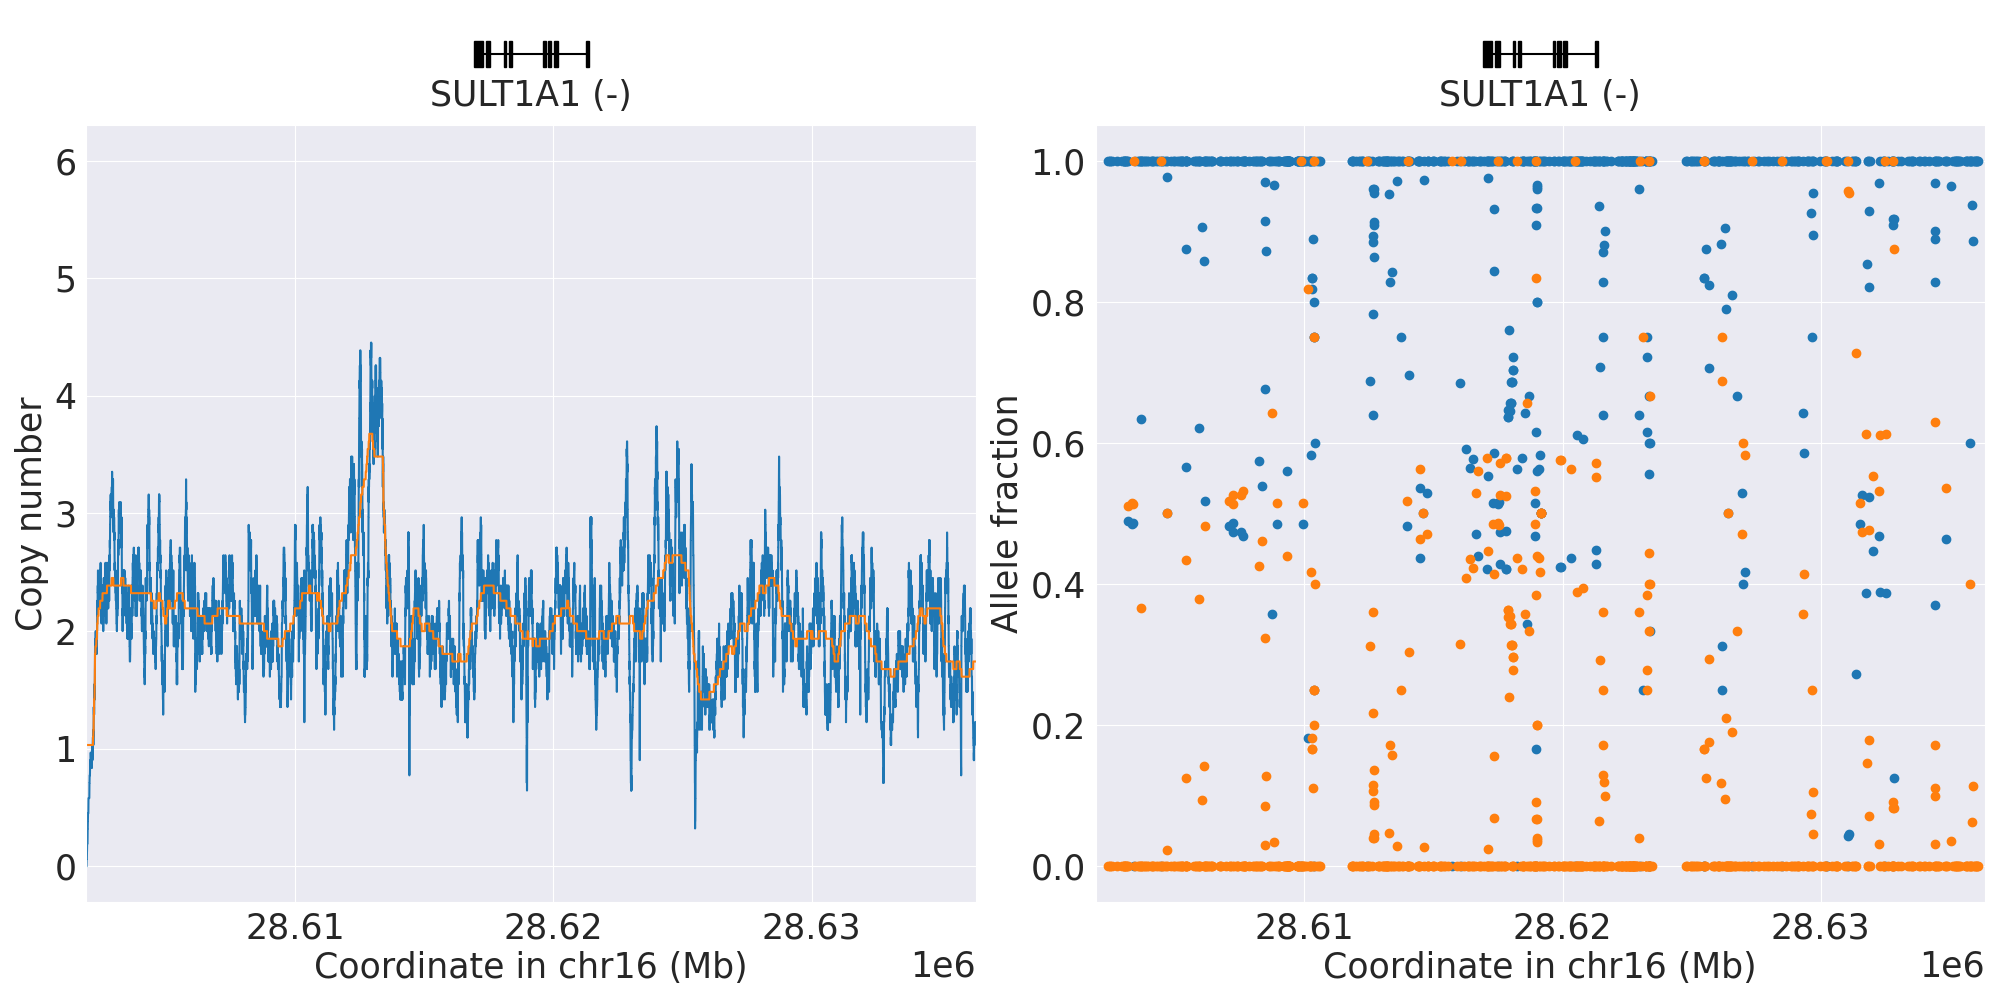 SULT1A1 (-)
6
5
4
3
2
1
0
Copy number
28.61
28.62
28.63
Coordinate in chr16 (Mb)
1e6
SULT1A1 (-)
1.0
0.8
0.6
0.4
0.2
0.0
Allele fraction
28.61
28.62
28.63
Coordinate in chr16 (Mb)
1e6